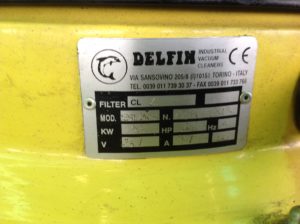 DELFIN INDUSTRIAL VACUUM CLEANERS CE
VIA SANSOVINO 205/8 (I)10151 TORINO - ITALY
TEL. 0039 011 739 30 37 - FAX 0039 011 733 760
FILTER CL
MOD. N.
KW HP Hz
V A